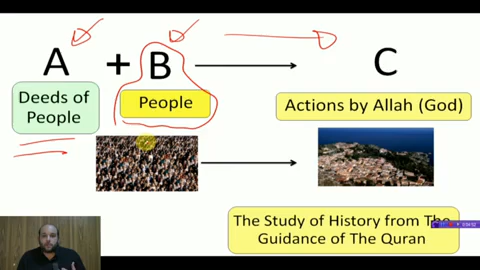 A + B C
Deeds of
People
People
Actions by Allah (God)
The Study of History from The
Guidance of The Quran